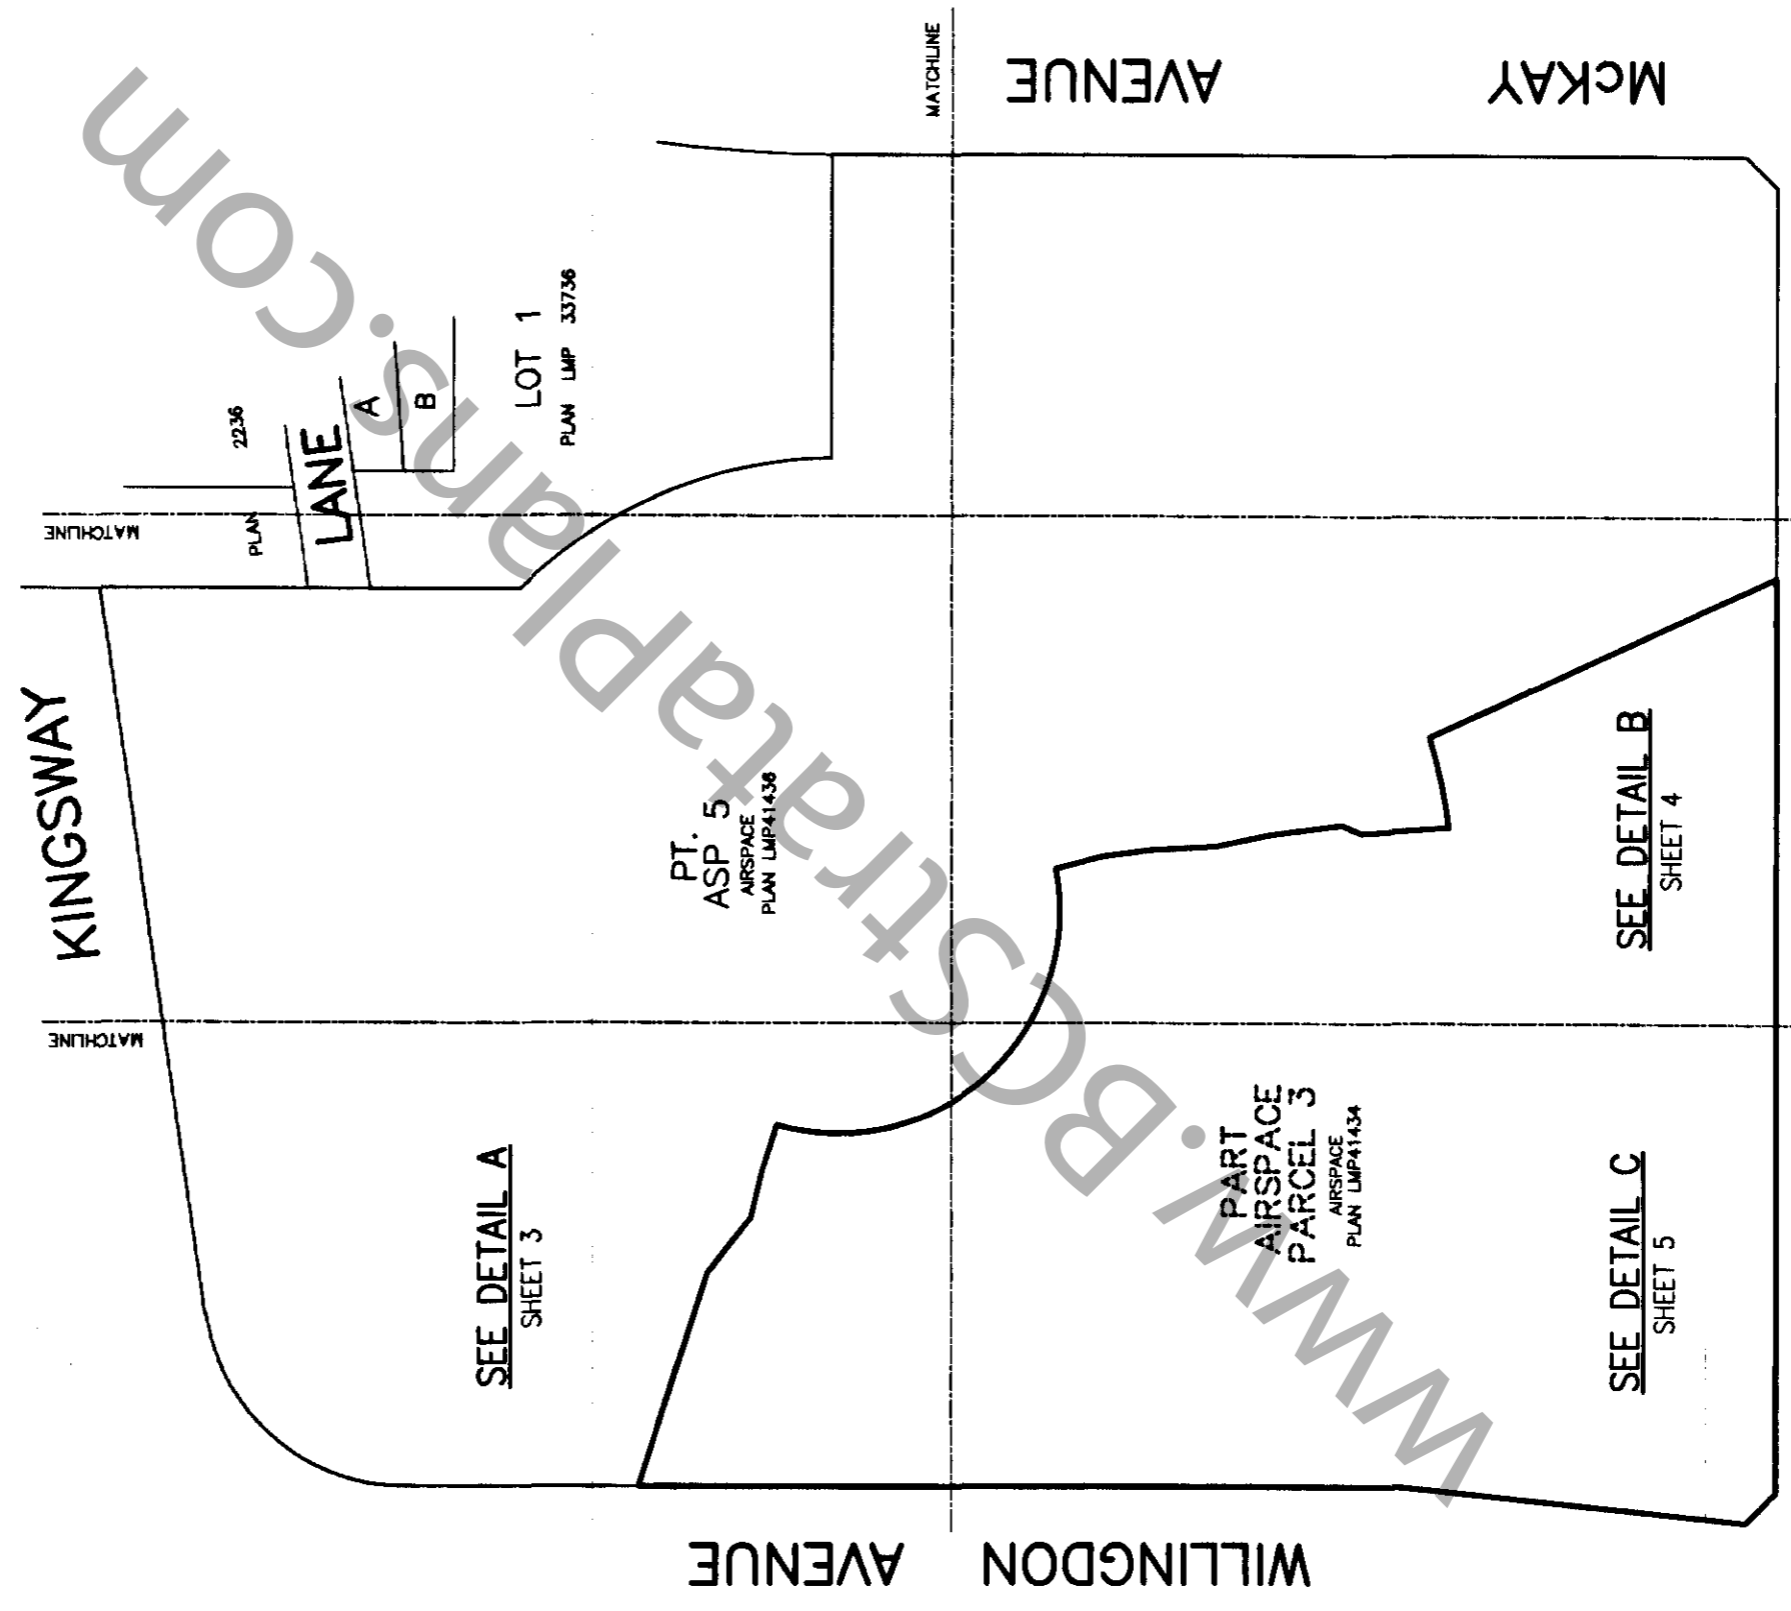 MATCHLINE
McKAY AVENUE
KINGSWAY
MATCHLINE
MATCHLINE
PLAN 2236
LANE
A
B
LOT 1
PLAN LMP 33736
PT.
ASP 5
AIRSPACE
PLAN LMP41436
SEE DETAIL A
SHEET 3
SEE DETAIL B
SHEET 4
PART
AIRSPACE
PARCEL 3
AIRSPACE
PLAN LMP41434
SEE DETAIL C
SHEET 5
WILLINGDON AVENUE
www.BCStrataPlans.com